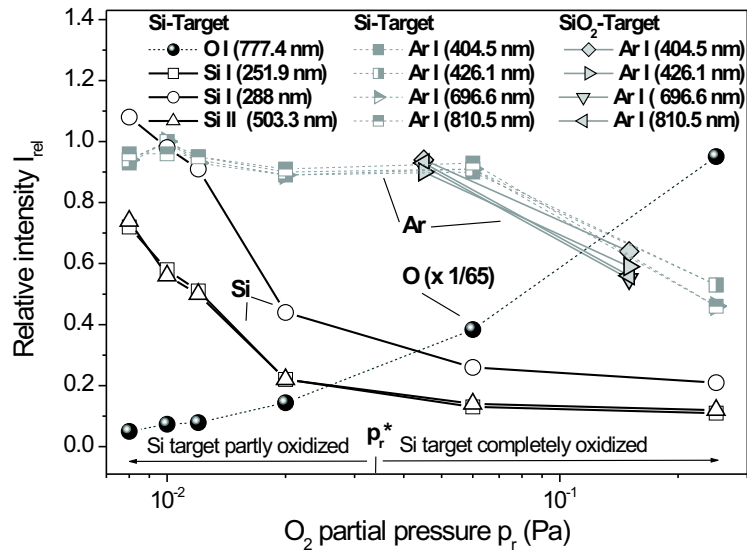 Si-Target Si-Target SiO₂-Target
O I (777.4 nm) Ar I (404.5 nm) Ar I (404.5 nm)
Si I (251.9 nm) Ar I (426.1 nm) Ar I (426.1 nm)
Si I (288 nm) Ar I (696.6 nm) Ar I ( 696.6 nm)
Si II (503.3 nm) Ar I (810.5 nm) Ar I (810.5 nm)
1.4
1.2
1.0
0.8
0.6
0.4
0.2
0.0
Relative intensity I_rel
Ar
Si
O (x 1/65)
p_r*
Si target partly oxidized Si target completely oxidized
10⁻² 10⁻¹
O₂ partial pressure p_r (Pa)